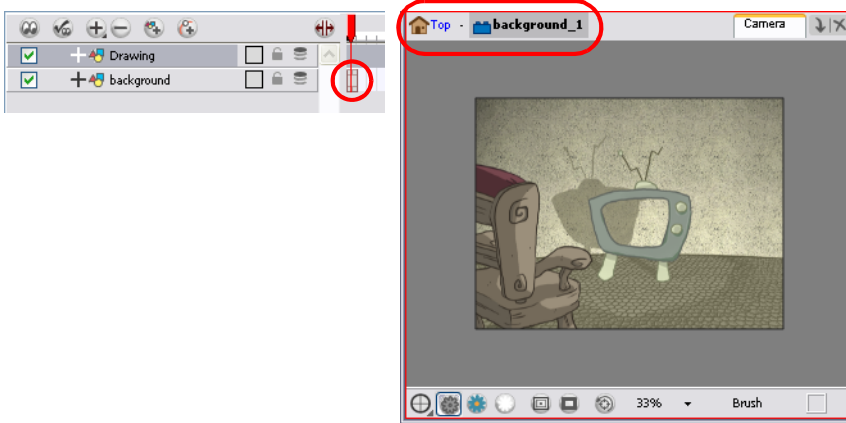 Drawing
background
Top - background_1
Camera
33%
Brush